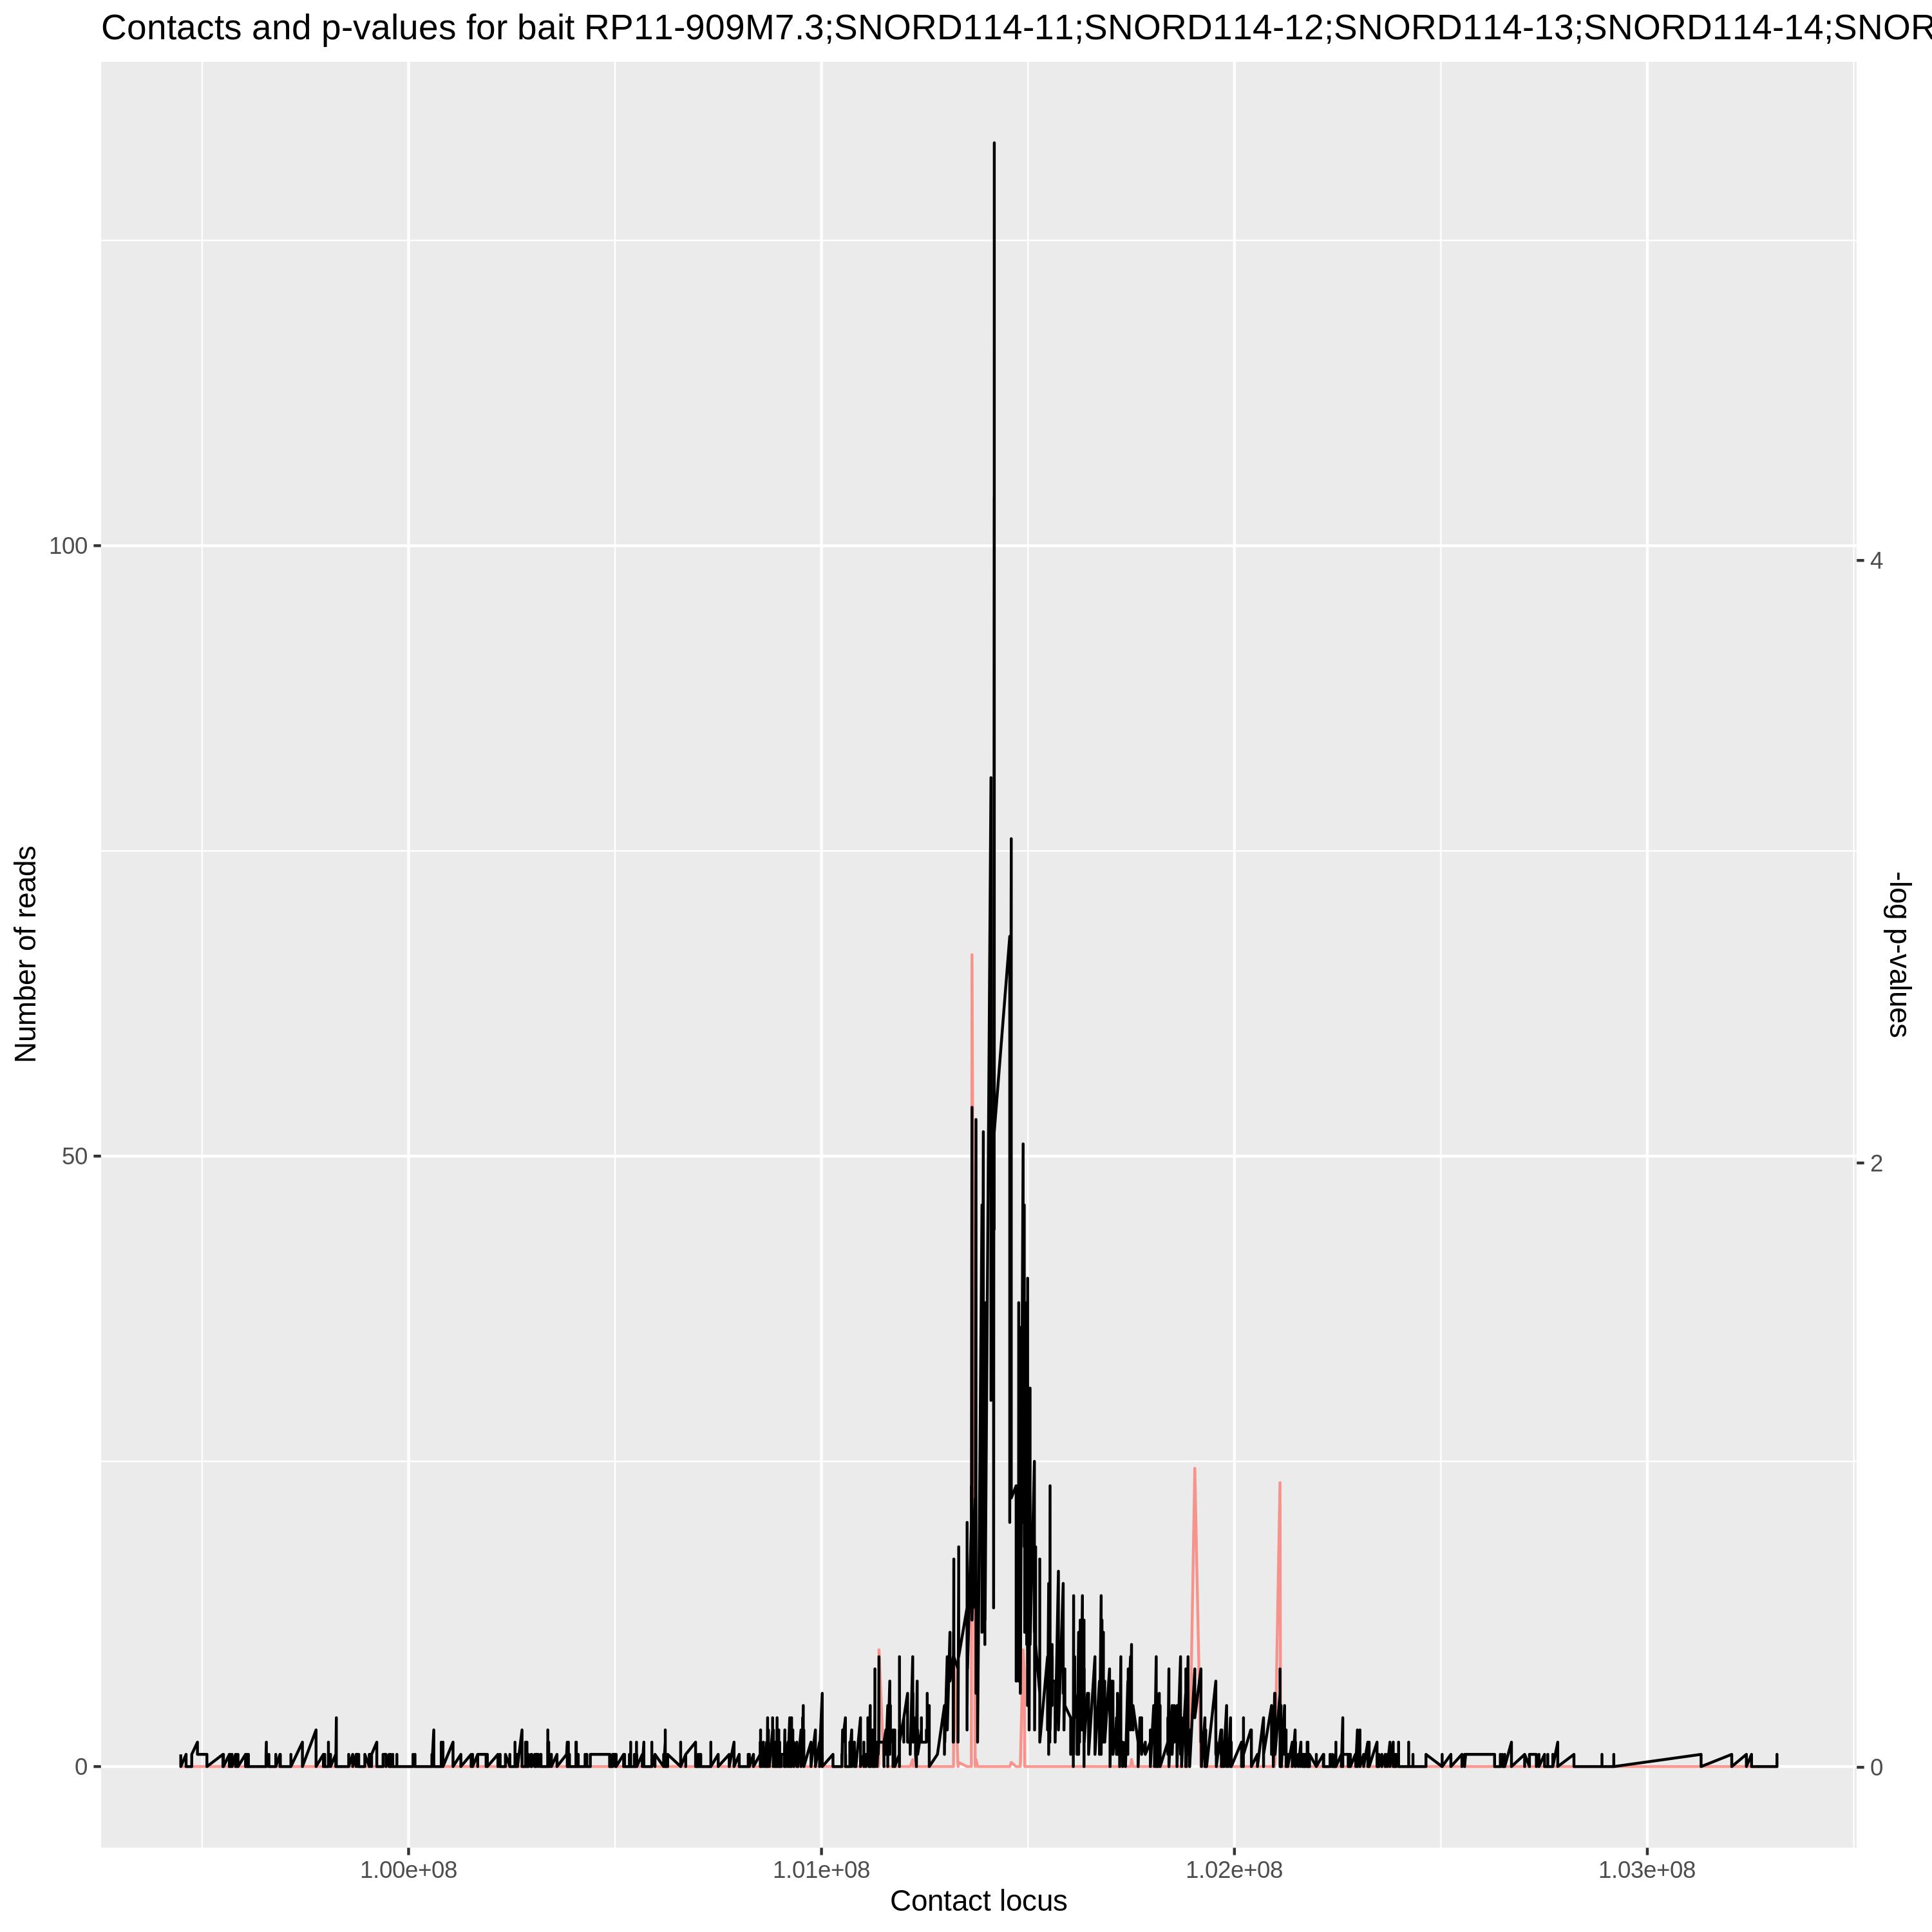 Contacts and p-values for bait RP11-909M7.3;SNORD114-11;SNORD114-12;SNORD114-13;SNORD114-14;SNOR
100
50
0
Number of reads
4
2
0
-log p-values
1.00e+08 1.01e+08 1.02e+08 1.03e+08
Contact locus